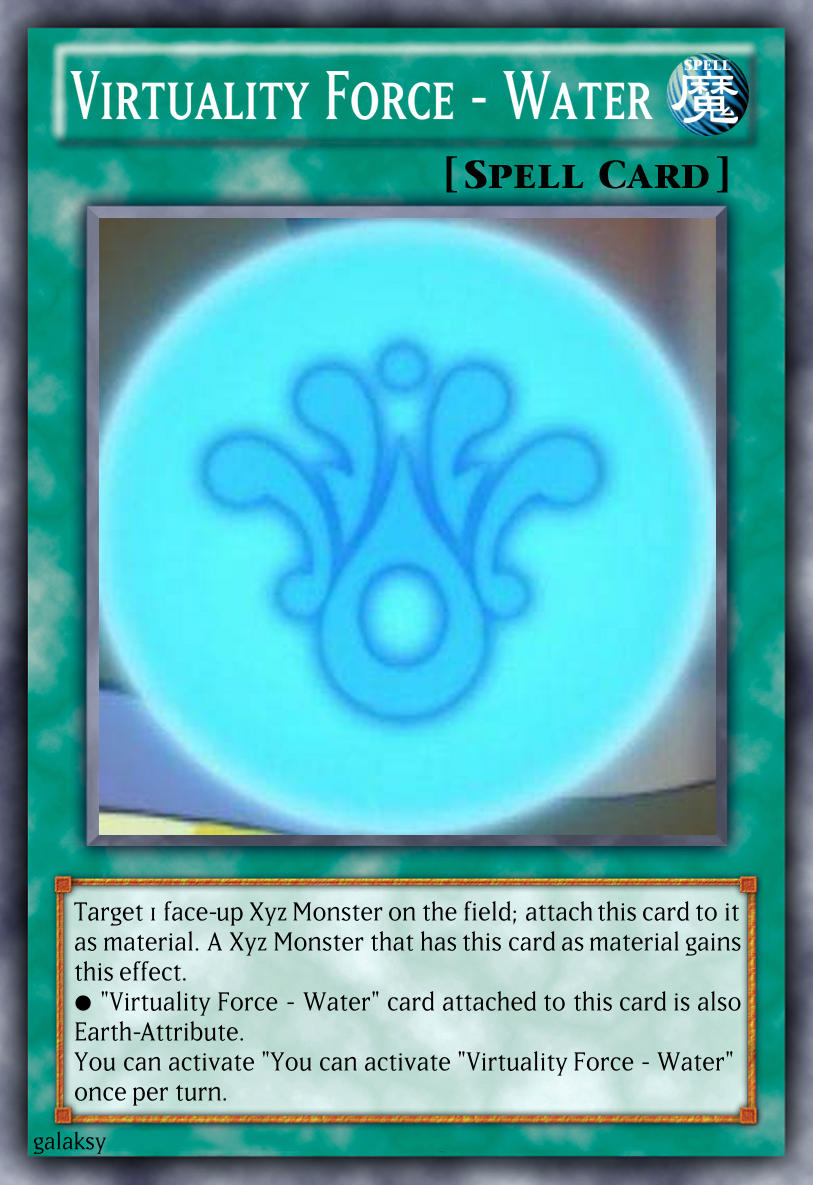 Virtuality Force - Water
SPELL
魔
[Spell Card]
Target 1 face-up Xyz Monster on the field; attach this card to it
as material. A Xyz Monster that has this card as material gains
this effect.
● "Virtuality Force - Water" card attached to this card is also
Earth-Attribute.
You can activate "You can activate "Virtuality Force - Water"
once per turn.
galaksy